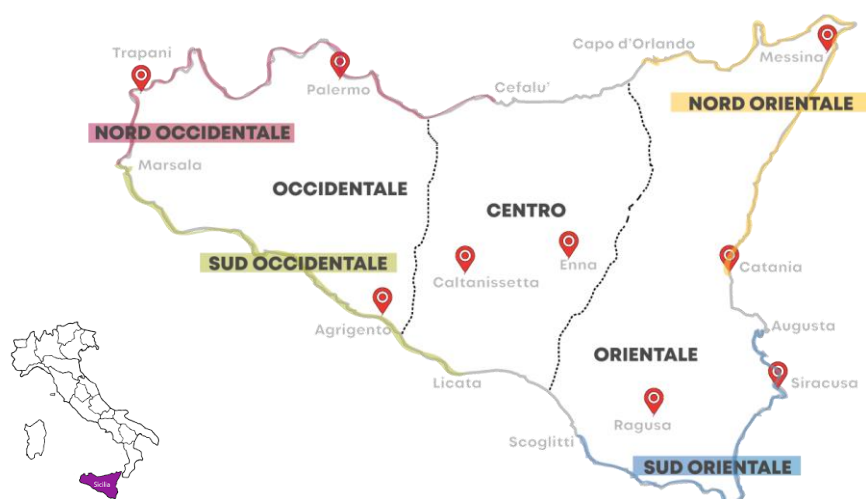 Trapani
Palermo
Cefalu'
Capo d'Orlando
Messina
NORD OCCIDENTALE
NORD ORIENTALE
Marsala
OCCIDENTALE
CENTRO
SUD OCCIDENTALE
Caltanissetta
Enna
Catania
Agrigento
Augusta
ORIENTALE
Licata
Siracusa
Ragusa
Scoglitti
SUD ORIENTALE
Sicilia